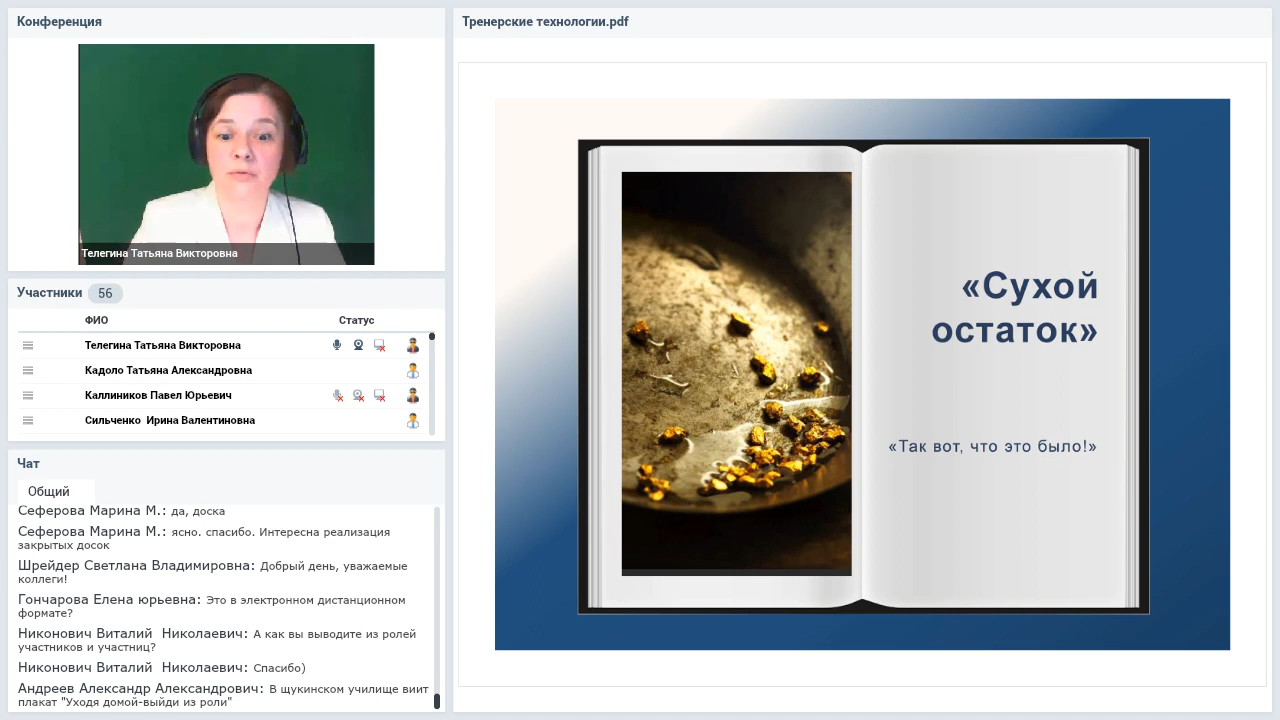 Конференция
Телегина Татьяна Викторовна
Участники 56
ФИО Статус
Телегина Татьяна Викторовна
Кадоло Татьяна Александровна
Каллиников Павел Юрьевич
Сильченко  Ирина Валентиновна
Чат
Общий
Сеферова Марина М.: да, доска
Сеферова Марина М.: ясно. спасибо. Интересна реализация
закрытых досок
Шрейдер Светлана Владимировна: Добрый день, уважаемые
коллеги!
Гончарова Елена юрьевна: Это в электронном дистанционном
формате?
Никонович Виталий  Николаевич: А как вы выводите из ролей
участников и участниц?
Никонович Виталий  Николаевич: Спасибо)
Андреев Александр Александрович: В щукинском училище виит
плакат "Уходя домой-выйди из роли"
Тренерские технологии.pdf
«Сухой
остаток»
«Так вот, что это было!»